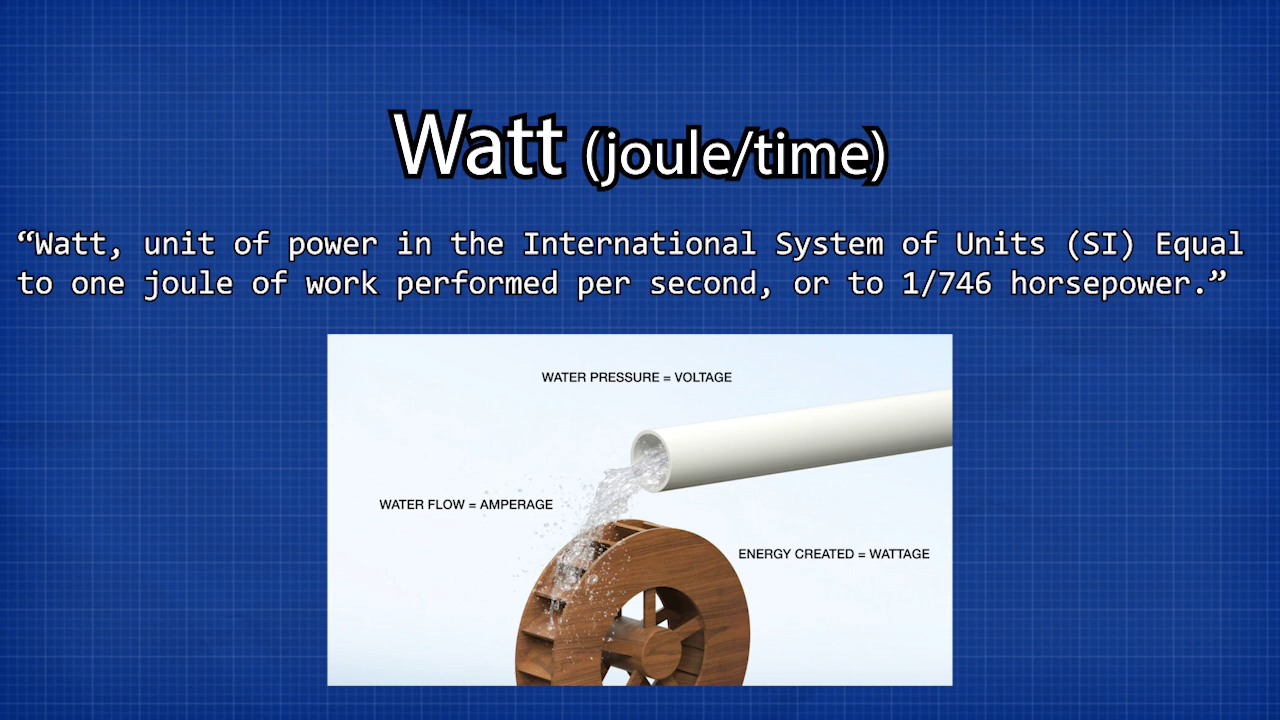 Watt (joule/time)
“Watt, unit of power in the International System of Units (SI) Equal
to one joule of work performed per second, or to 1/746 horsepower.”
WATER PRESSURE = VOLTAGE
WATER FLOW = AMPERAGE
ENERGY CREATED = WATTAGE